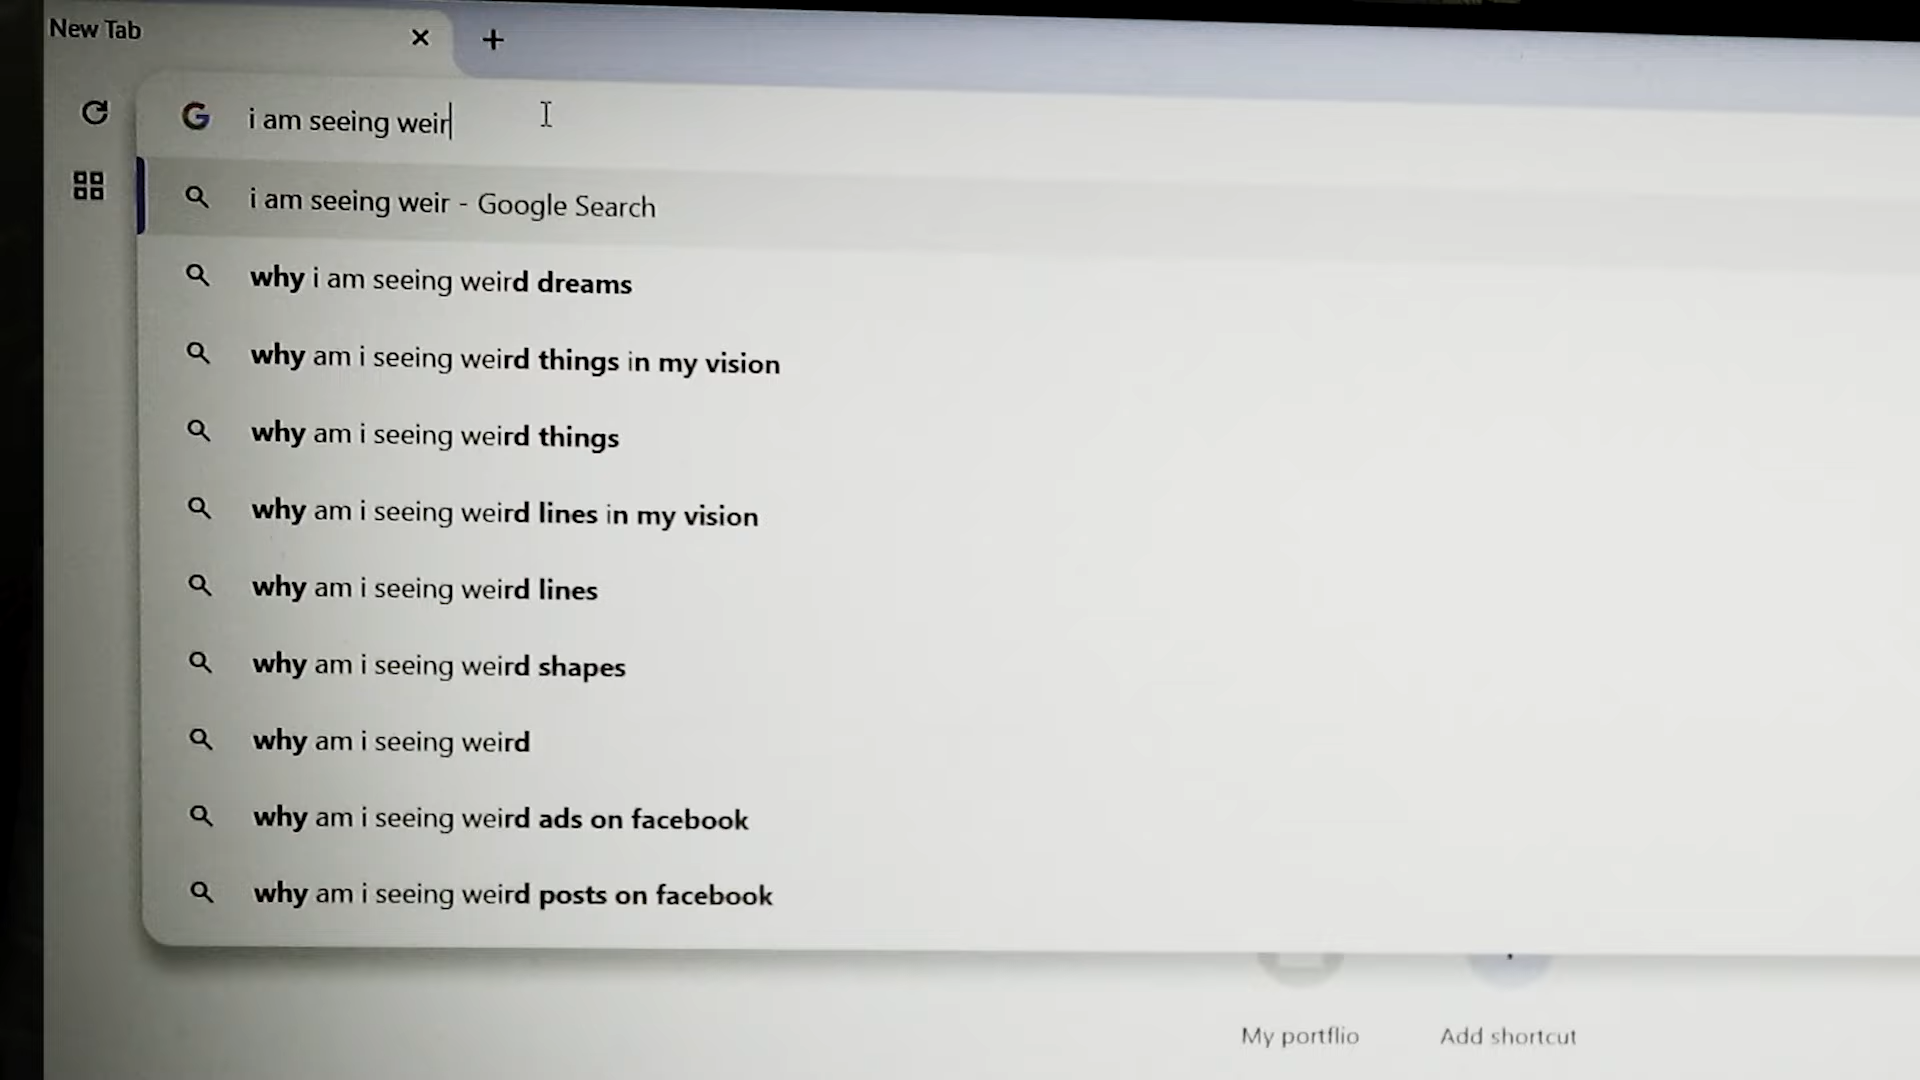 New Tab
i am seeing weir
i am seeing weir - Google Search
why i am seeing weird dreams
why am i seeing weird things in my vision
why am i seeing weird things
why am i seeing weird lines in my vision
why am i seeing weird lines
why am i seeing weird shapes
why am i seeing weird
why am i seeing weird ads on facebook
why am i seeing weird posts on facebook
My portflio
Add shortcut